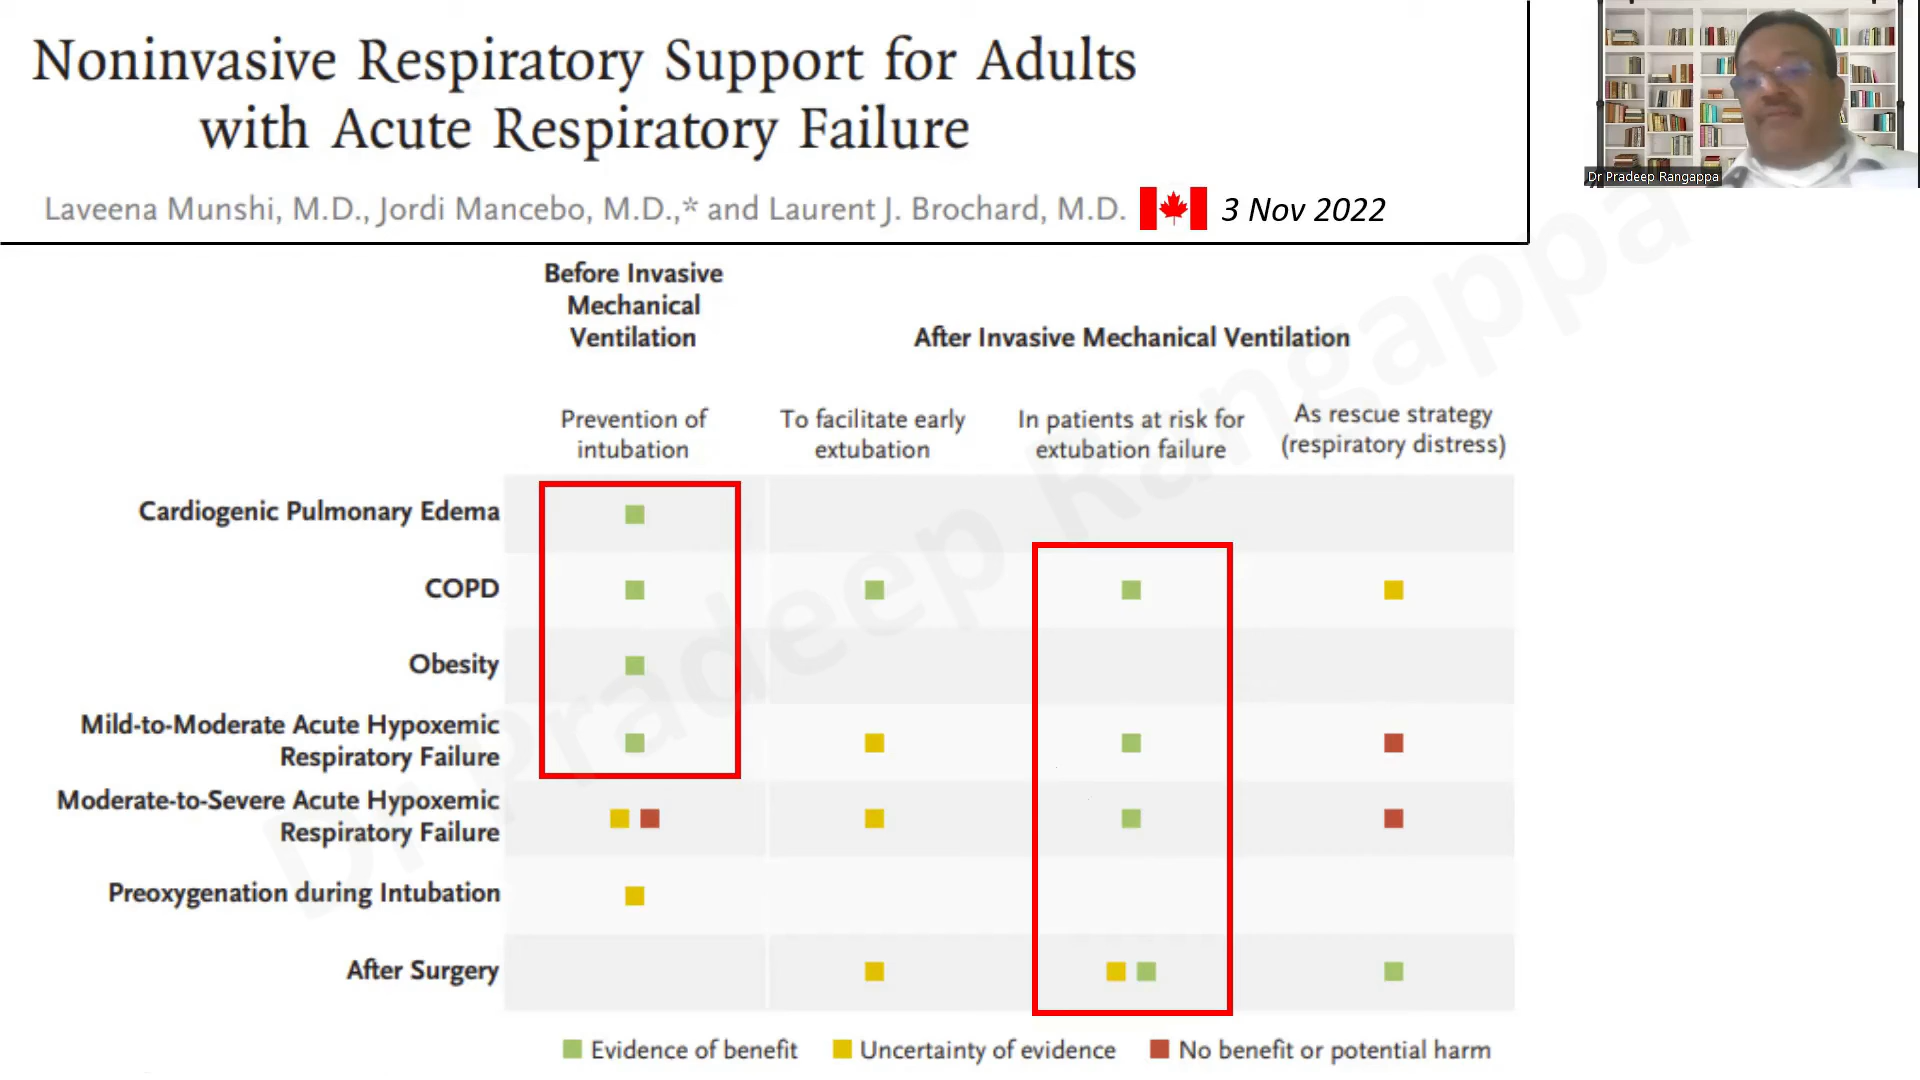 Noninvasive Respiratory Support for Adults
with Acute Respiratory Failure
Laveena Munshi, M.D., Jordi Mancebo, M.D.,* and Laurent J. Brochard, M.D.
3 Nov 2022
Dr Pradeep Rangappa
Before Invasive
Mechanical
Ventilation
After Invasive Mechanical Ventilation
Prevention of
intubation
To facilitate early
extubation
In patients at risk for
extubation failure
As rescue strategy
(respiratory distress)
Cardiogenic Pulmonary Edema
COPD
Obesity
Mild-to-Moderate Acute Hypoxemic
Respiratory Failure
Moderate-to-Severe Acute Hypoxemic
Respiratory Failure
Preoxygenation during Intubation
After Surgery
Evidence of benefit
Uncertainty of evidence
No benefit or potential harm
Dr Pradeep Rangappa